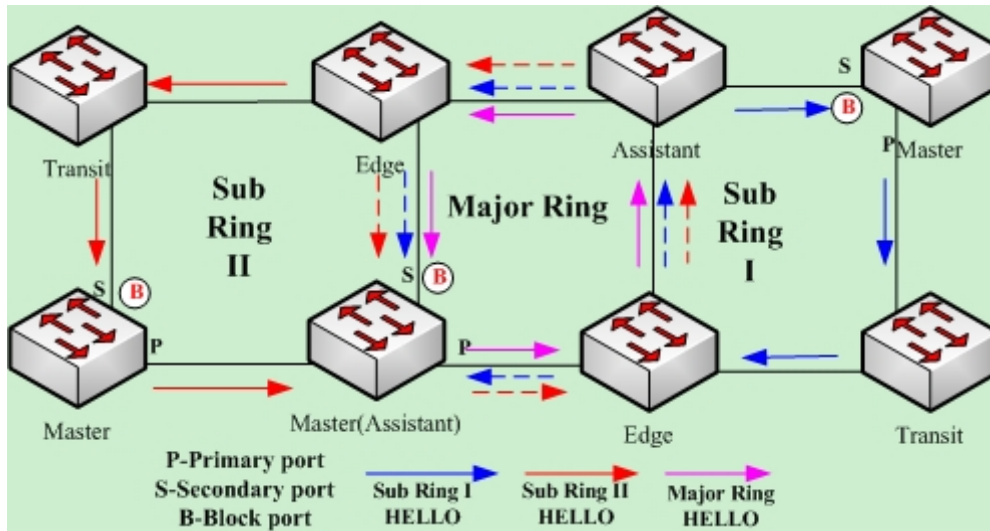 S
B
P
Transit
Edge
Assistant
Master
Sub
Ring
II
Major Ring
Sub
Ring
I
S
B
S
B
P
P
Master
Master(Assistant)
Edge
Transit
P-Primary port
S-Secondary port
B-Block port
Sub Ring I
HELLO
Sub Ring II
HELLO
Major Ring
HELLO